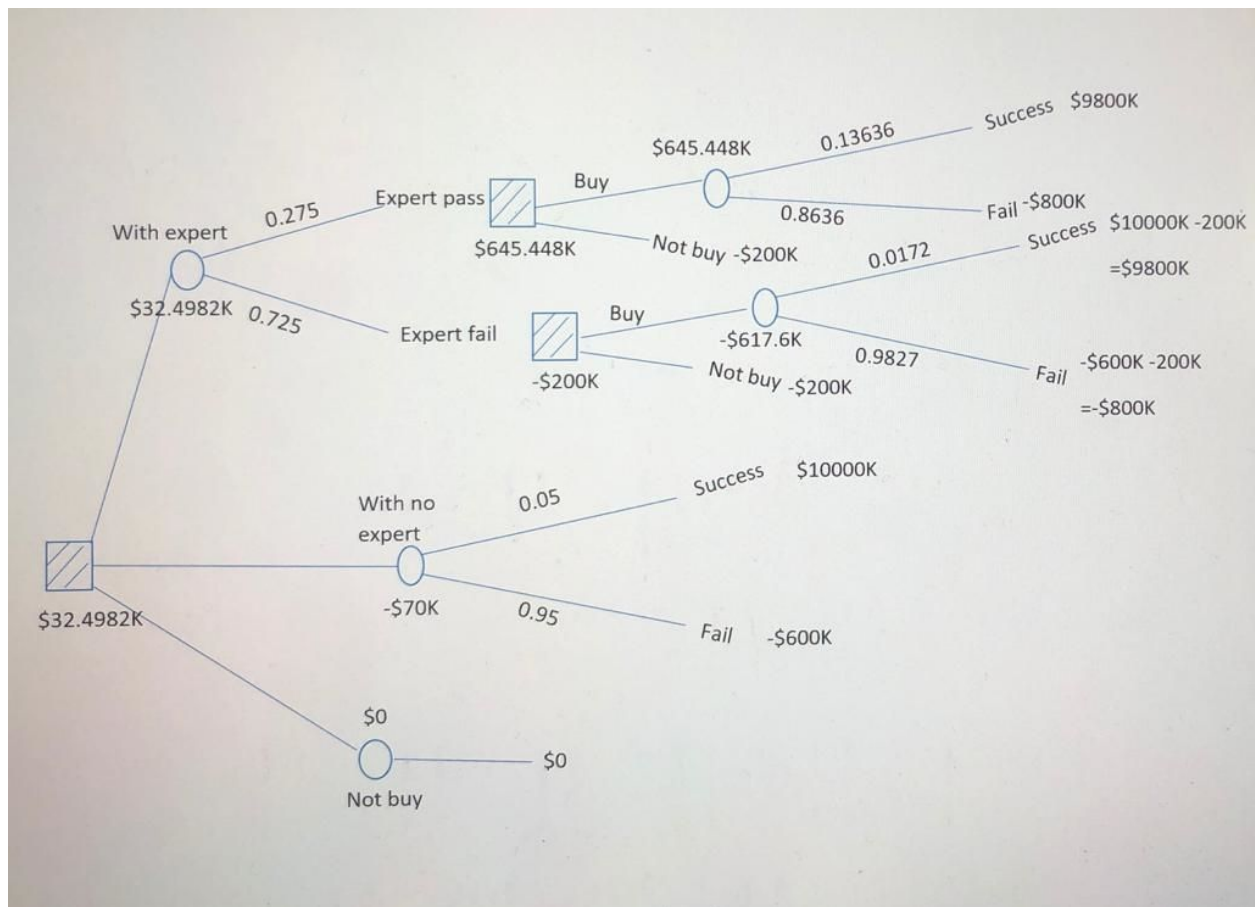 Success $9800K
0.13636
$645.448K
Buy
Expert pass
0.275
With expert
0.8636
Fail -$800K
$645.448K
Not buy -$200K
0.0172
Success $10000K -200K
=$9800K
$32.4982K
0.725
Expert fail
Buy
-$617.6K
0.9827
Fail -$600K -200K
=-$800K
-$200K
Not buy -$200K
With no
expert
0.05
Success $10000K
$32.4982K
-$70K
0.95
Fail -$600K
$0
$0
Not buy